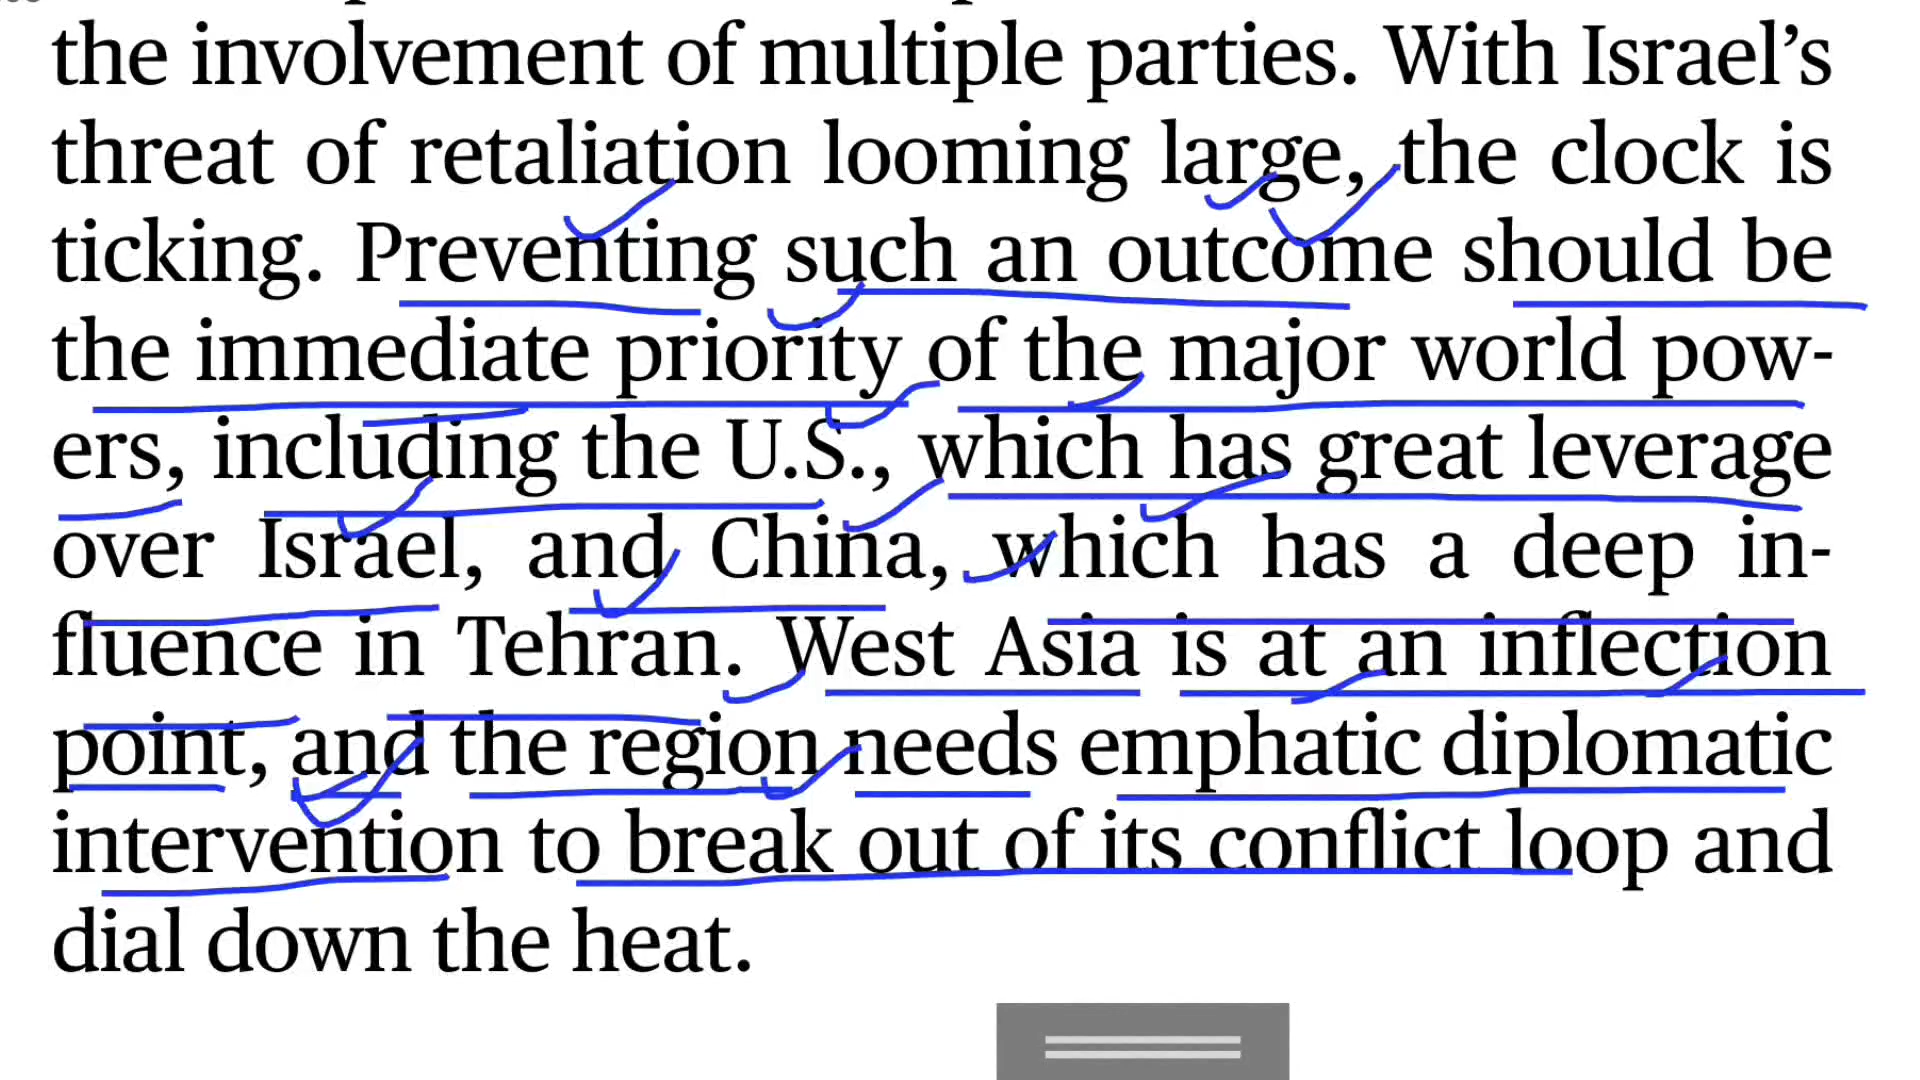 the involvement of multiple parties. With Israel’s
threat of retaliation looming large, the clock is
ticking. Preventing such an outcome should be
the immediate priority of the major world pow-
ers, including the U.S., which has great leverage
over Israel, and China, which has a deep in-
fluence in Tehran. West Asia is at an inflection
point, and the region needs emphatic diplomatic
intervention to break out of its conflict loop and
dial down the heat.